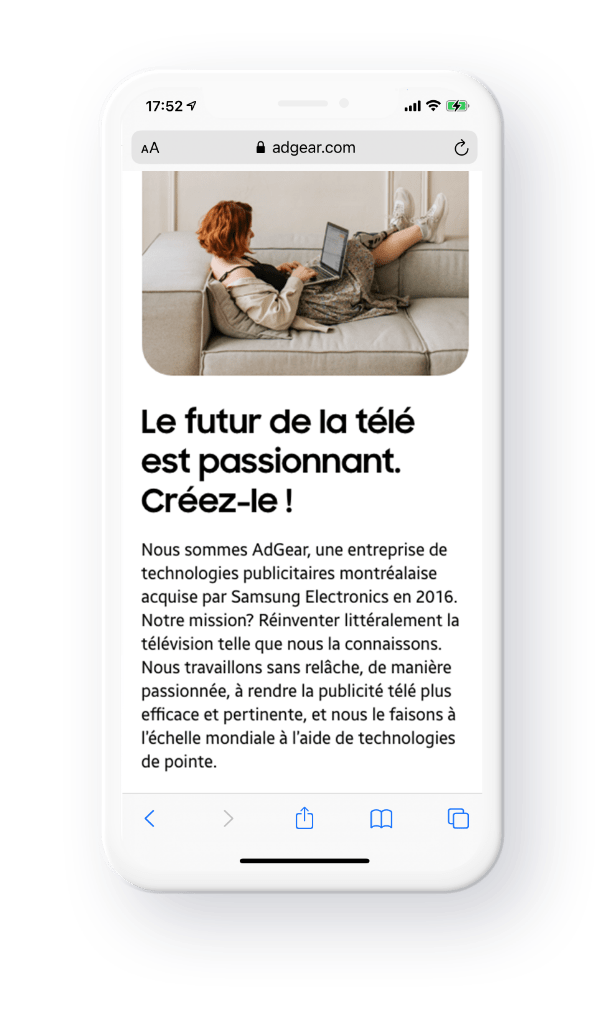 17:52
AA adgear.com
Le futur de la télé
est passionnant.
Créez-le !
Nous sommes AdGear, une entreprise de
technologies publicitaires montréalaise
acquise par Samsung Electronics en 2016.
Notre mission? Réinventer littéralement la
télévision telle que nous la connaissons.
Nous travaillons sans relâche, de manière
passionnée, à rendre la publicité télé plus
efficace et pertinente, et nous le faisons à
l'échelle mondiale à l'aide de technologies
de pointe.